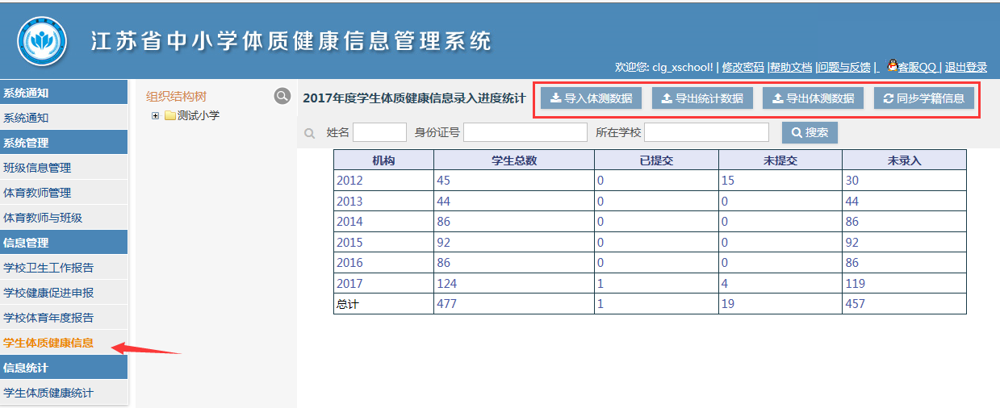 江苏省中小学体质健康信息管理系统
欢迎您: clg_xschool! | 修改密码 |帮助文档 |问题与反馈 | 客服QQ | 退出登录
系统通知
系统通知
系统管理
班级信息管理
体育教师管理
体育教师与班级
信息管理
学校卫生工作报告
学校健康促进申报
学校体育年度报告
学生体质健康信息
信息统计
学生体质健康统计
组织结构树
测试小学
2017年度学生体质健康信息录入进度统计 导入体测数据 导出统计数据 导出体测数据 同步学籍信息
姓名 身份证号 所在学校 搜索
机构 学生总数 已提交 未提交 未录入
2012 45 0 15 30
2013 44 0 0 44
2014 86 0 0 86
2015 92 0 0 92
2016 86 0 0 86
2017 124 1 4 119
总计 477 1 19 457